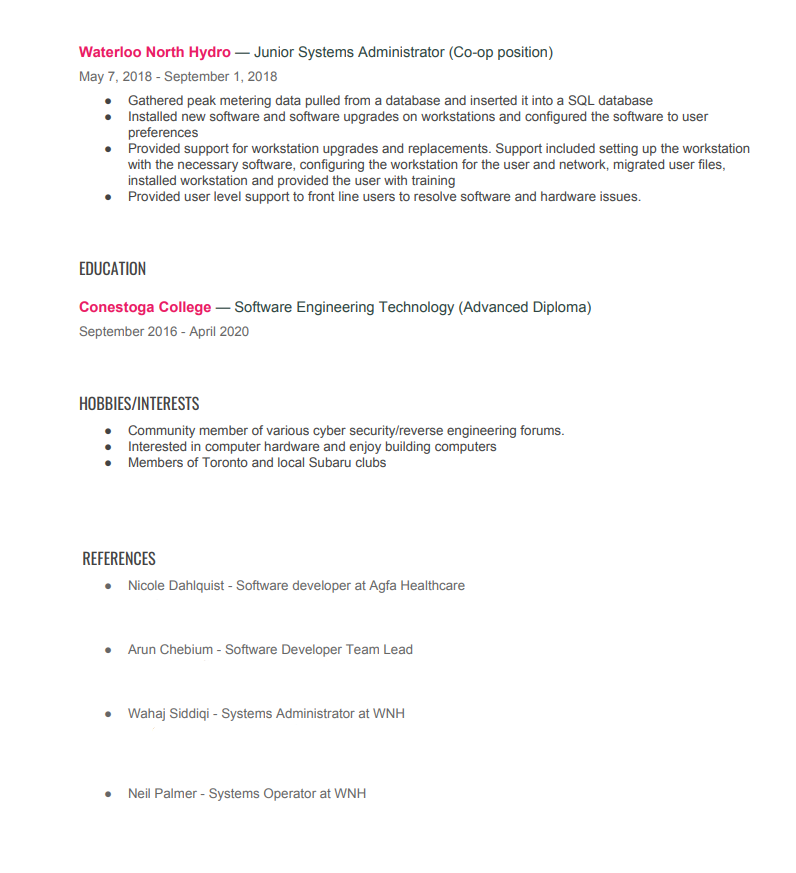 Waterloo North Hydro — Junior Systems Administrator (Co-op position)
May 7, 2018 - September 1, 2018
● Gathered peak metering data pulled from a database and inserted it into a SQL database
● Installed new software and software upgrades on workstations and configured the software to user
preferences
● Provided support for workstation upgrades and replacements. Support included setting up the workstation
with the necessary software, configuring the workstation for the user and network, migrated user files,
installed workstation and provided the user with training
● Provided user level support to front line users to resolve software and hardware issues.
EDUCATION
Conestoga College — Software Engineering Technology (Advanced Diploma)
September 2016 - April 2020
HOBBIES/INTERESTS
● Community member of various cyber security/reverse engineering forums.
● Interested in computer hardware and enjoy building computers
● Members of Toronto and local Subaru clubs
REFERENCES
● Nicole Dahlquist - Software developer at Agfa Healthcare
● Arun Chebium - Software Developer Team Lead
● Wahaj Siddiqi - Systems Administrator at WNH
● Neil Palmer - Systems Operator at WNH